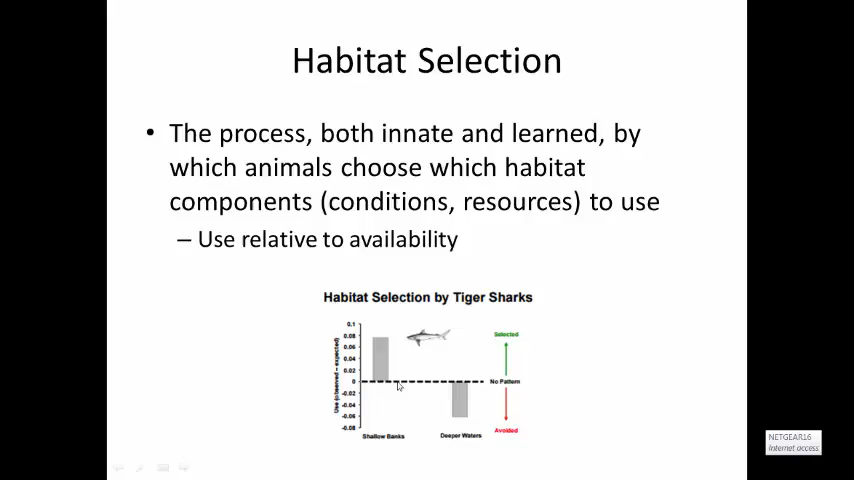 Habitat Selection
• The process, both innate and learned, by
which animals choose which habitat
components (conditions, resources) to use
– Use relative to availability
Habitat Selection by Tiger Sharks
Use (observed – expected)
0.1
0.08
0.06
0.04
0.02
0
-0.02
-0.04
-0.06
-0.08
Shallow Banks
Deeper Waters
Selected
No Pattern
Avoided
NETGEAR16
Internet access